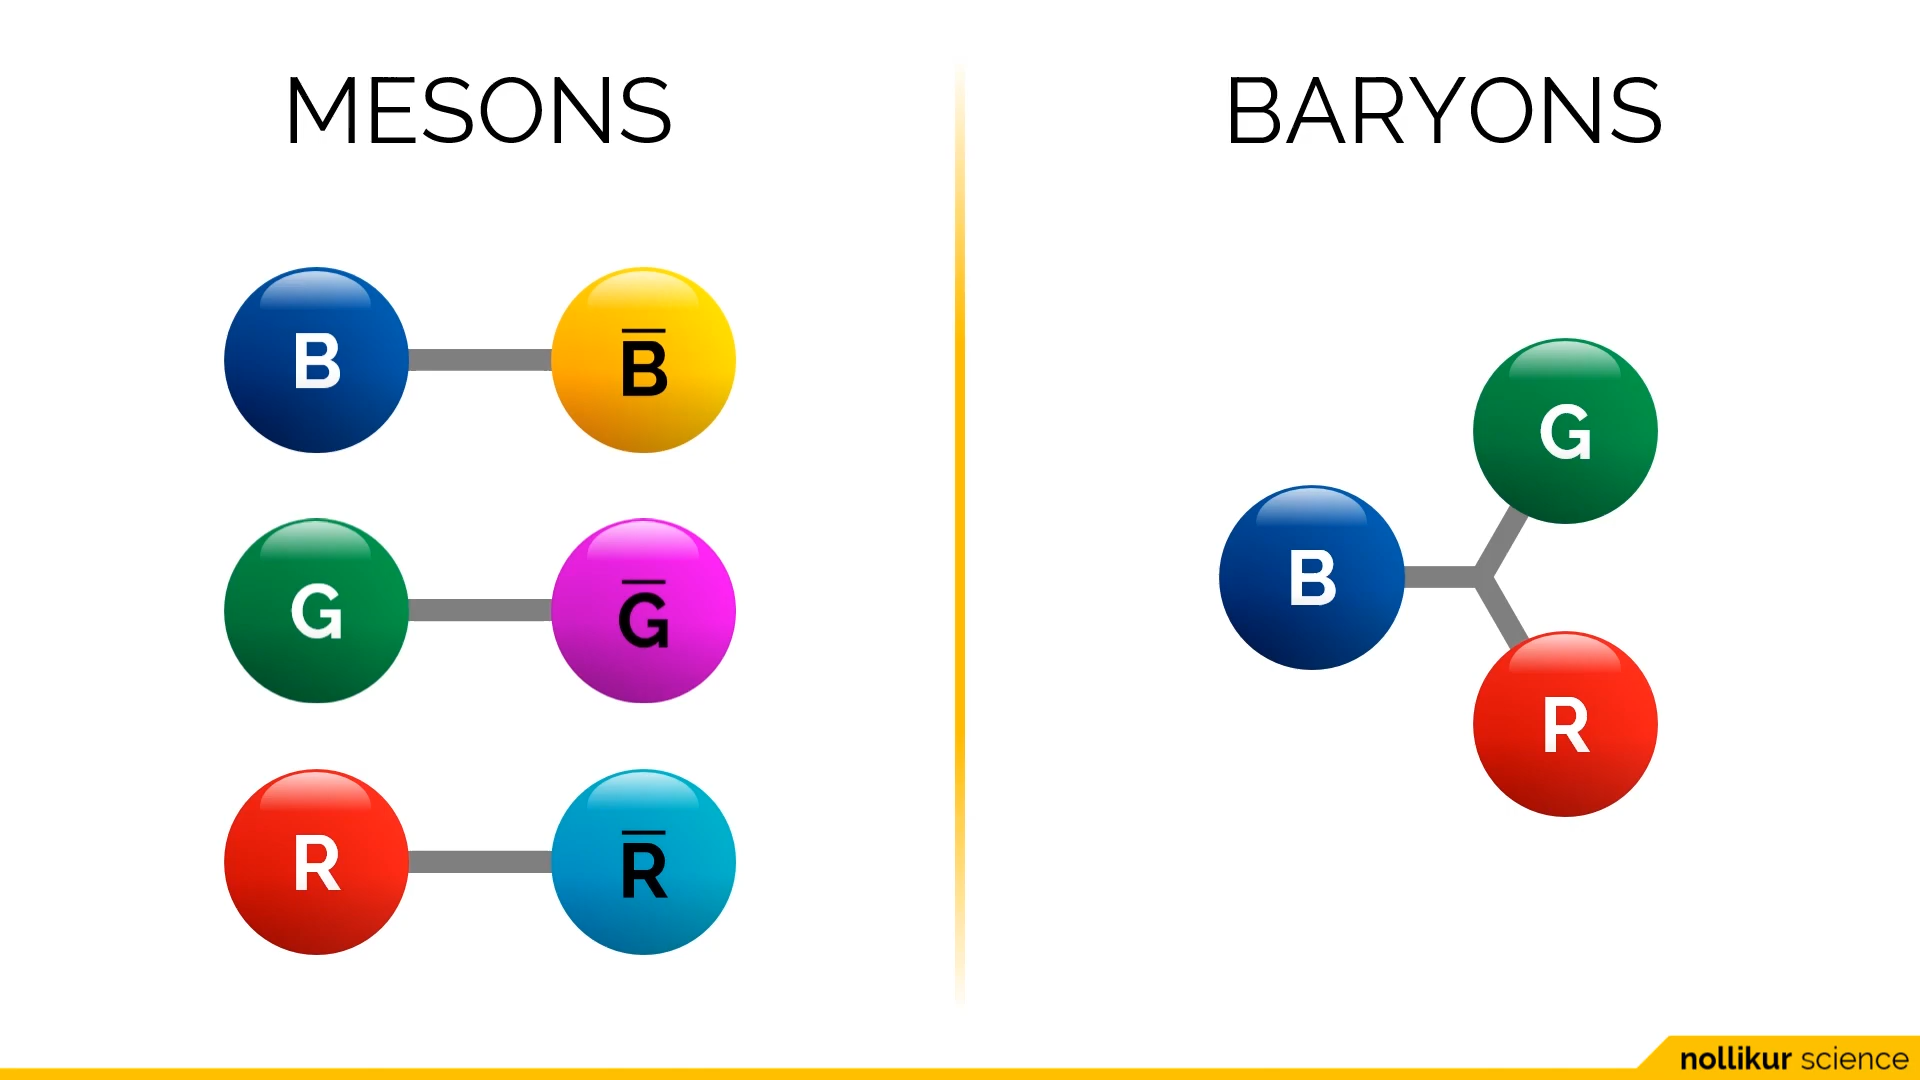 MESONS
B B̅
G G̅
R R̅
BARYONS
G
B
R
nollikur science